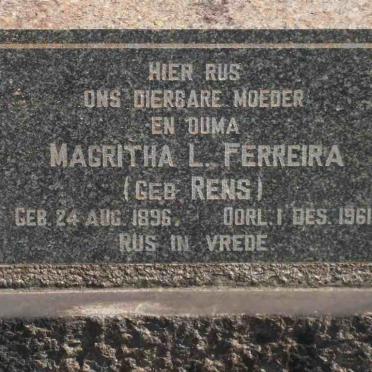 HIER RUS
ONS DIERBARE MOEDER
EN OUMA
MAGRITHA L. FERREIRA
(GEB. RENS)
GEB. 24 AUG. 1896. OORL. 1 DES. 1961
RUS IN VREDE